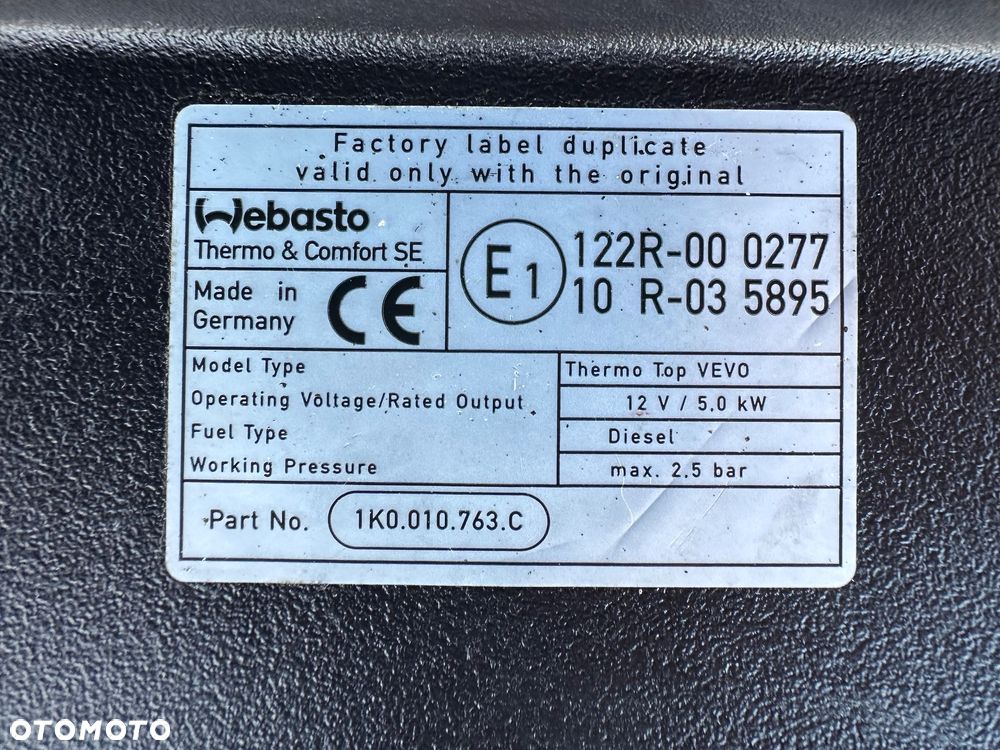 Factory label duplicate
valid only with the original
Webasto
Thermo & Comfort SE
Made in
Germany
CE
E1
122R-00 0277
10 R-03 5895
Model Type
Thermo Top VEVO
Operating Voltage/Rated Output
12 V / 5.0 kW
Fuel Type
Diesel
Working Pressure
max. 2.5 bar
Part No.
1K0.010.763.C
OTOMOTO